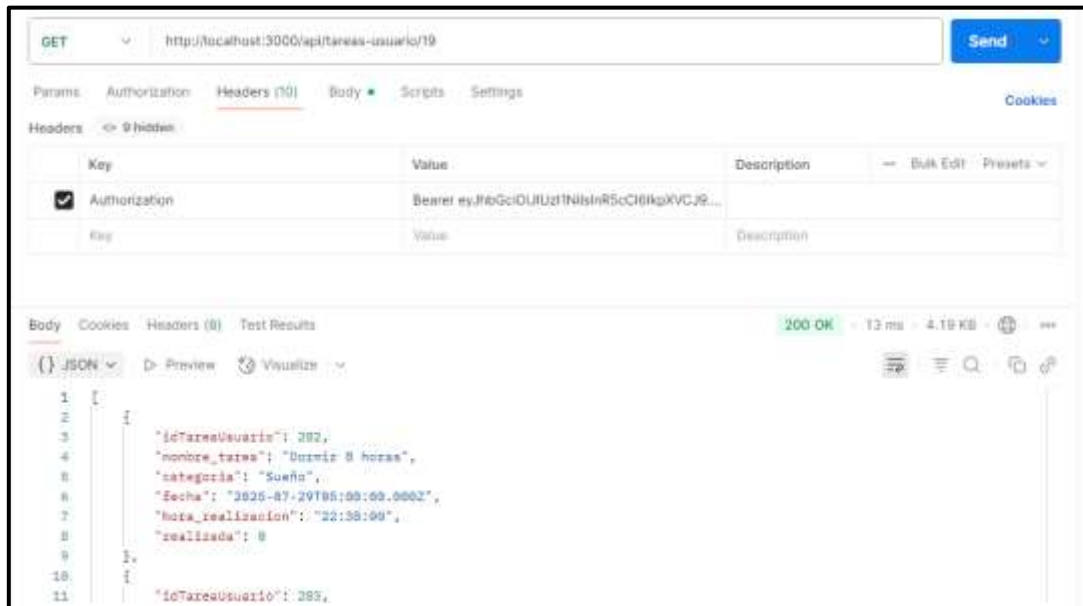 GET http://localhost:3000/api/tareas-usuario/19 Send
Params Authorization Headers (10) Body Scripts Settings Cookies
Headers 9 hidden
Key Value Description Bulk Edit Presets
Authorization Bearer
Key Value Description
Body Cookies Headers (8) Test Results 200 OK 13 ms 4.19 KB
{} JSON Preview Visualize
1 [
2 {
3 "idTareaUsuario": 282,
4 "nombre_tarea": "Dormir 8 horas",
5 "categoria": "Sueño",
6 "fecha": "2025-07-29T05:00:00.000Z",
7 "hora_realizacion":
8 "realizada": 0
9 },
10 {
11 "idTareaUsuario": 283,